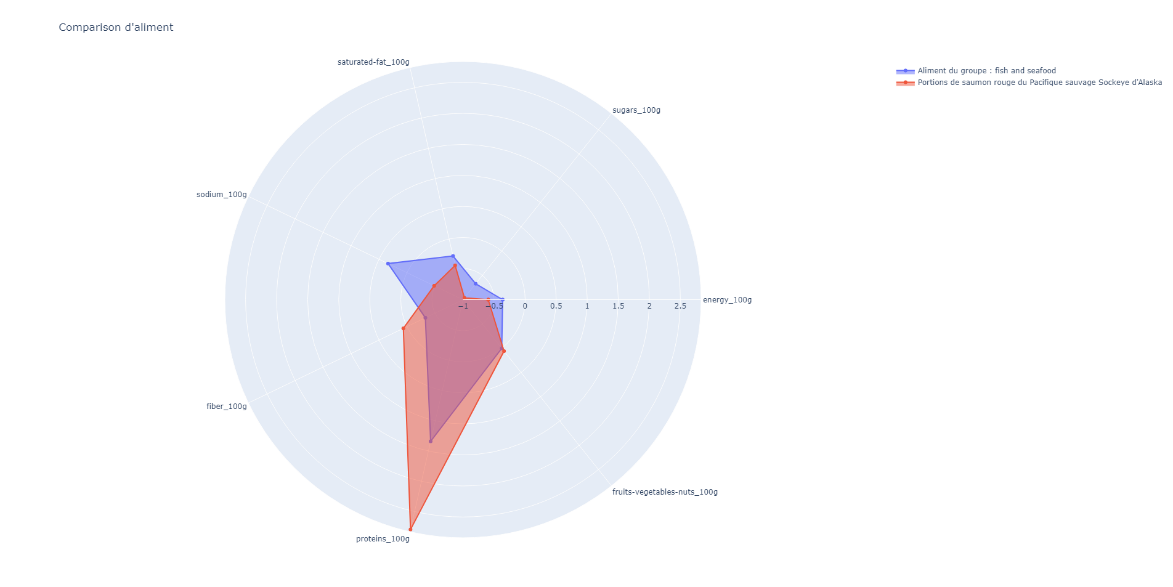 Comparison d'aliment
saturated-fat_100g
Aliment du groupe : fish and seafood
Portions de saumon rouge du Pacifique sauvage Sockeye d'Alaska
sugars_100g
sodium_100g
energy_100g
−1
−0.5
0
0.5
1
1.5
2
2.5
fiber_100g
fruits-vegetables-nuts_100g
proteins_100g